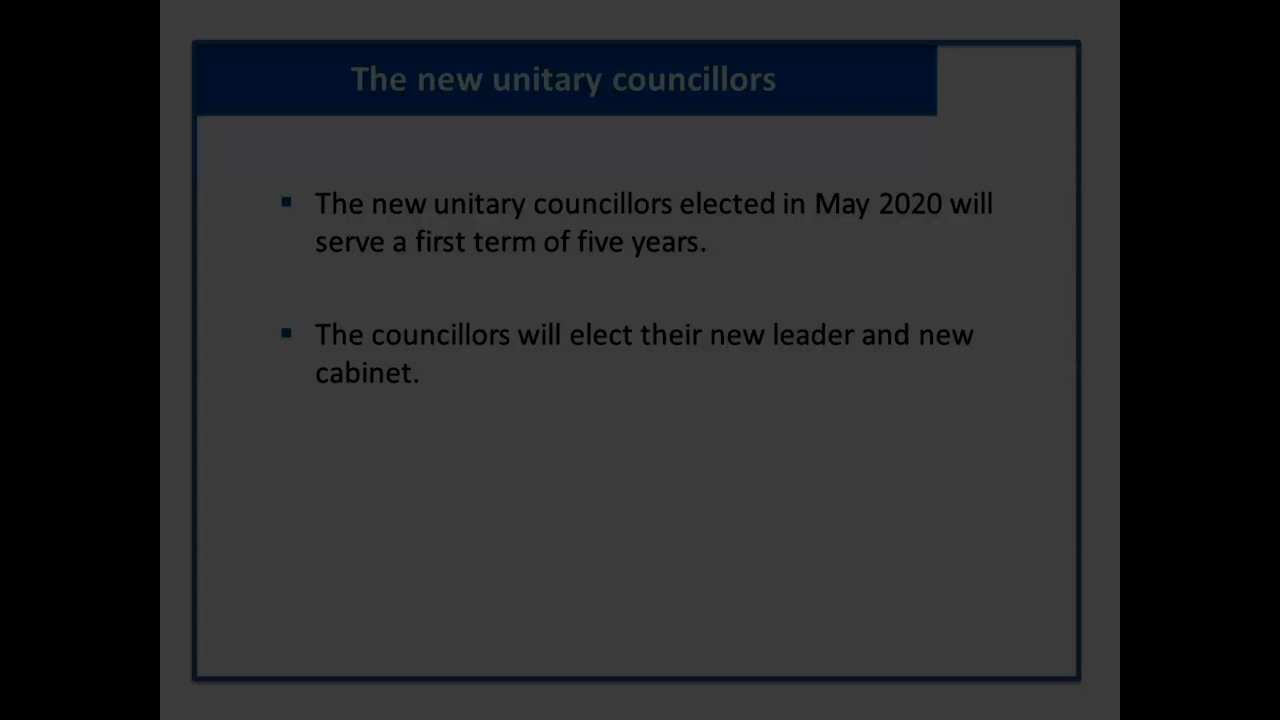 The new unitary councillors
▪ The new unitary councillors elected in May 2020 will
serve a first term of five years.
▪ The councillors will elect their new leader and new
cabinet.